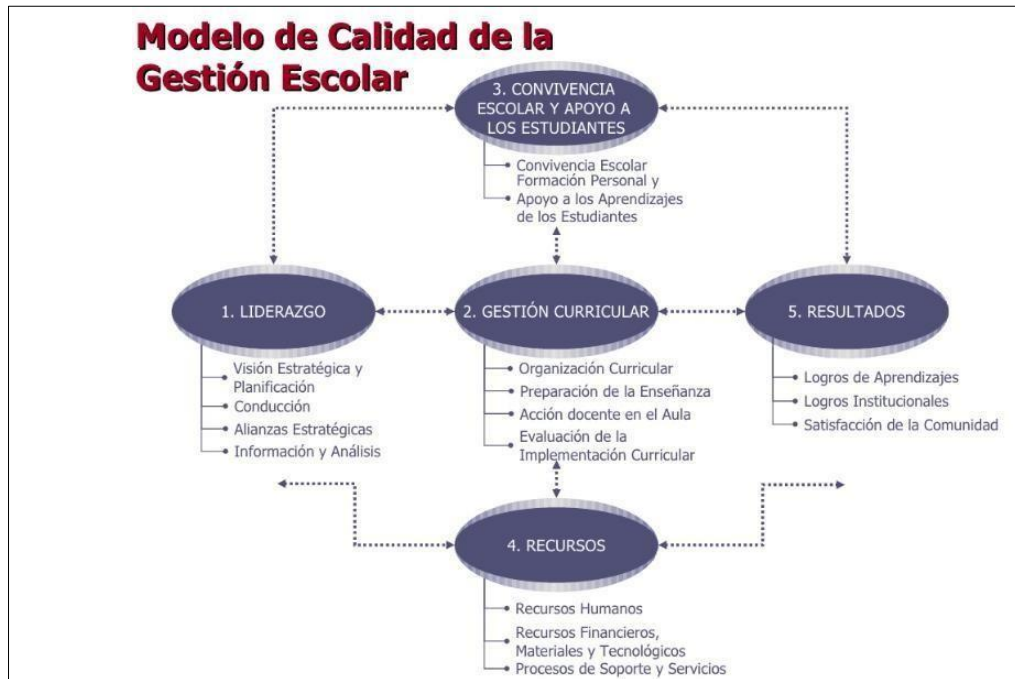 Modelo de Calidad de la
Gestión Escolar
3. CONVIVENCIA
ESCOLAR Y APOYO A
LOS ESTUDIANTES
Convivencia Escolar
Formación Personal y
Apoyo a los Aprendizajes
de los Estudiantes
1. LIDERAZGO
Visión Estratégica y
Planificación
Conducción
Alianzas Estratégicas
Información y Análisis
2. GESTIÓN CURRICULAR
Organización Curricular
Preparación de la Enseñanza
Acción docente en el Aula
Evaluación de la
Implementación Curricular
5. RESULTADOS
Logros de Aprendizajes
Logros Institucionales
Satisfacción de la Comunidad
4. RECURSOS
Recursos Humanos
Recursos Financieros,
Materiales y Tecnológicos
Procesos de Soporte y Servicios